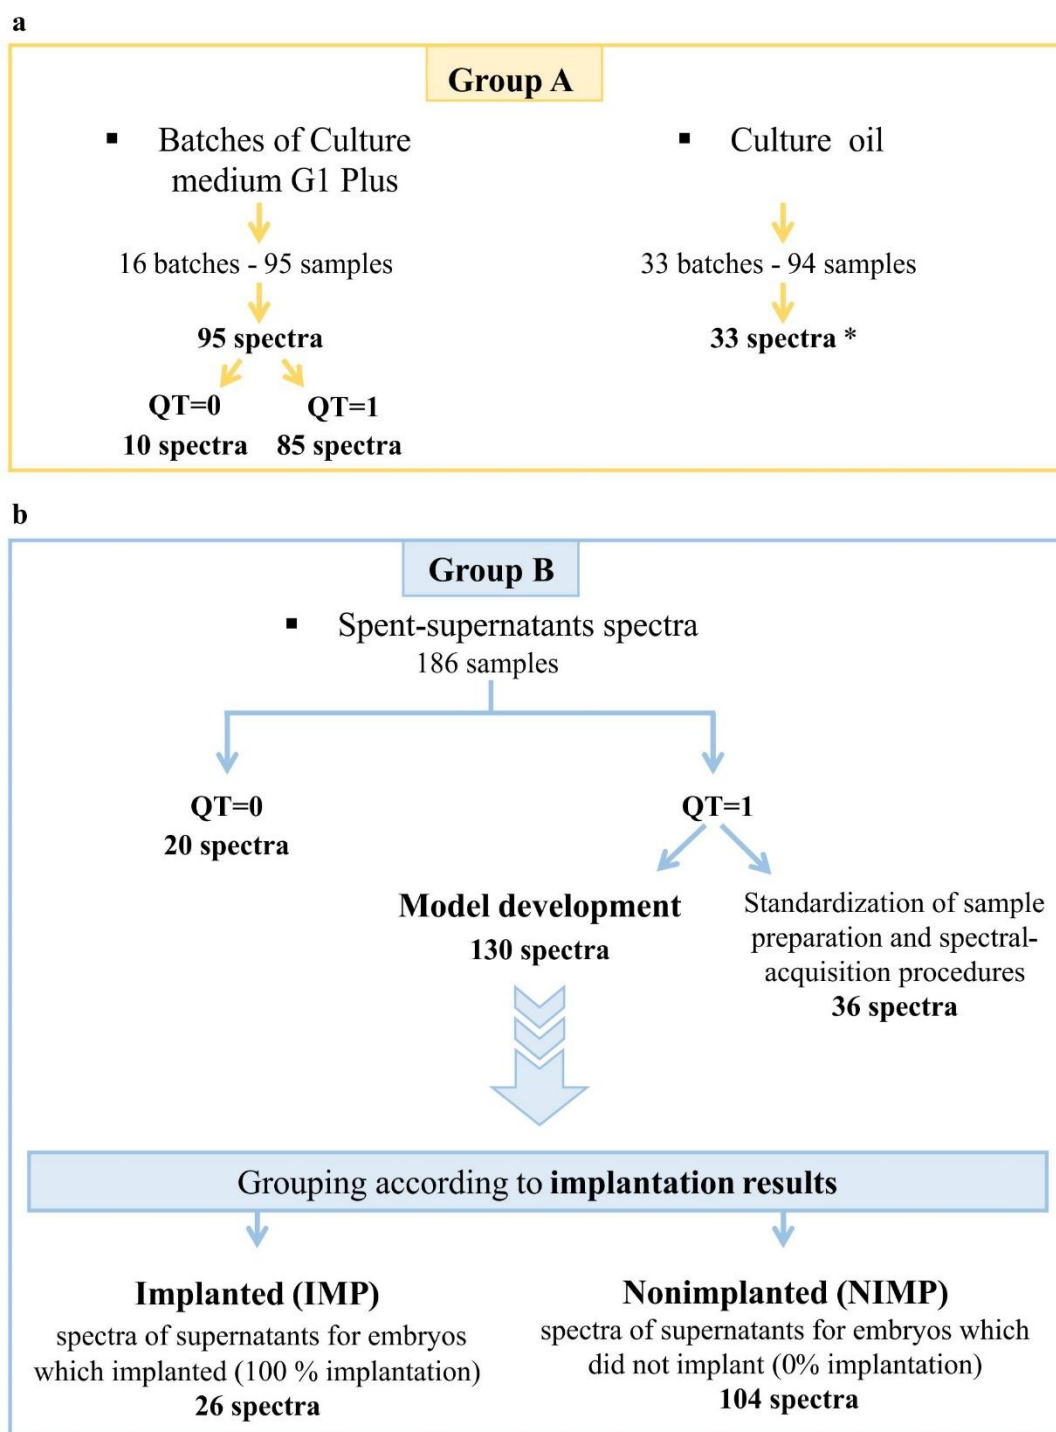 a
Group A
▪ Batches of Culture
medium G1 Plus
16 batches - 95 samples
95 spectra
QT=0
10 spectra
QT=1
85 spectra
▪ Culture oil
33 batches - 94 samples
33 spectra *
b
Group B
▪ Spent-supernatants spectra
186 samples
QT=0
20 spectra
QT=1
Model development
130 spectra
Standardization of sample
preparation and spectral-
acquisition procedures
36 spectra
Grouping according to implantation results
Implanted (IMP)
spectra of supernatants for embryos
which implanted (100 % implantation)
26 spectra
Nonimplanted (NIMP)
spectra of supernatants for embryos which
did not implant (0% implantation)
104 spectra